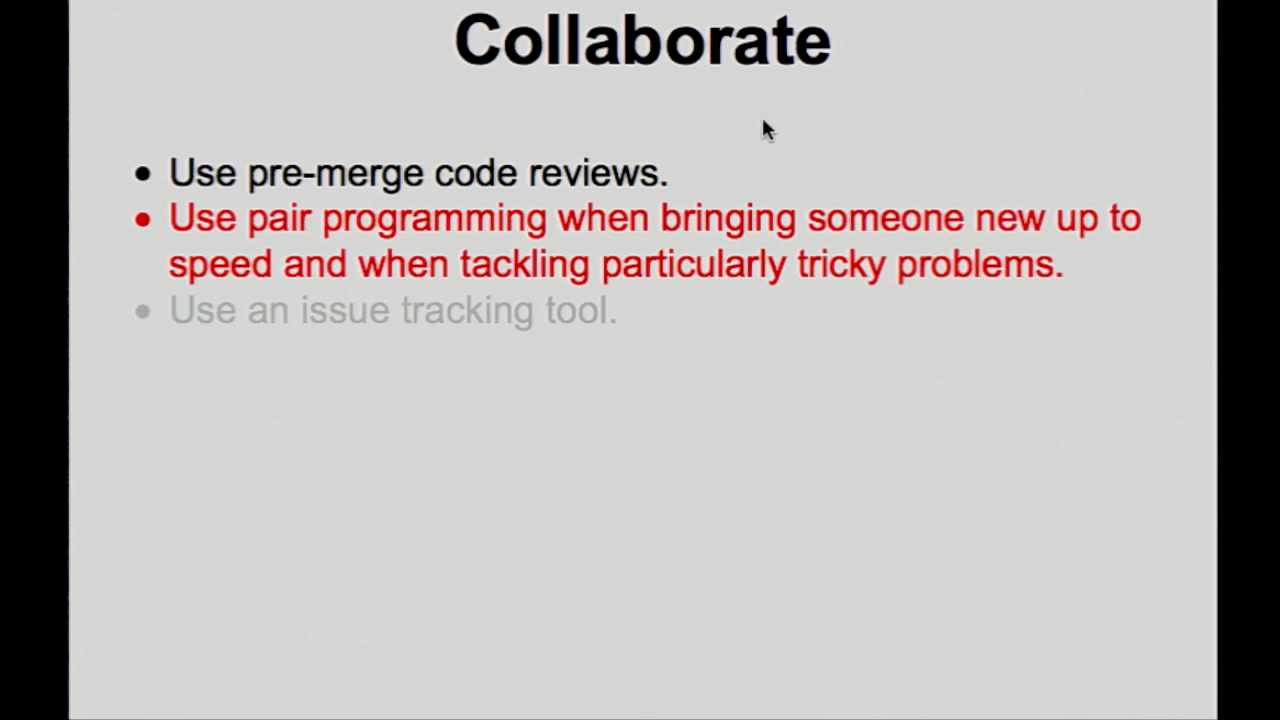 Collaborate
• Use pre-merge code reviews.
• Use pair programming when bringing someone new up to
speed and when tackling particularly tricky problems.
• Use an issue tracking tool.